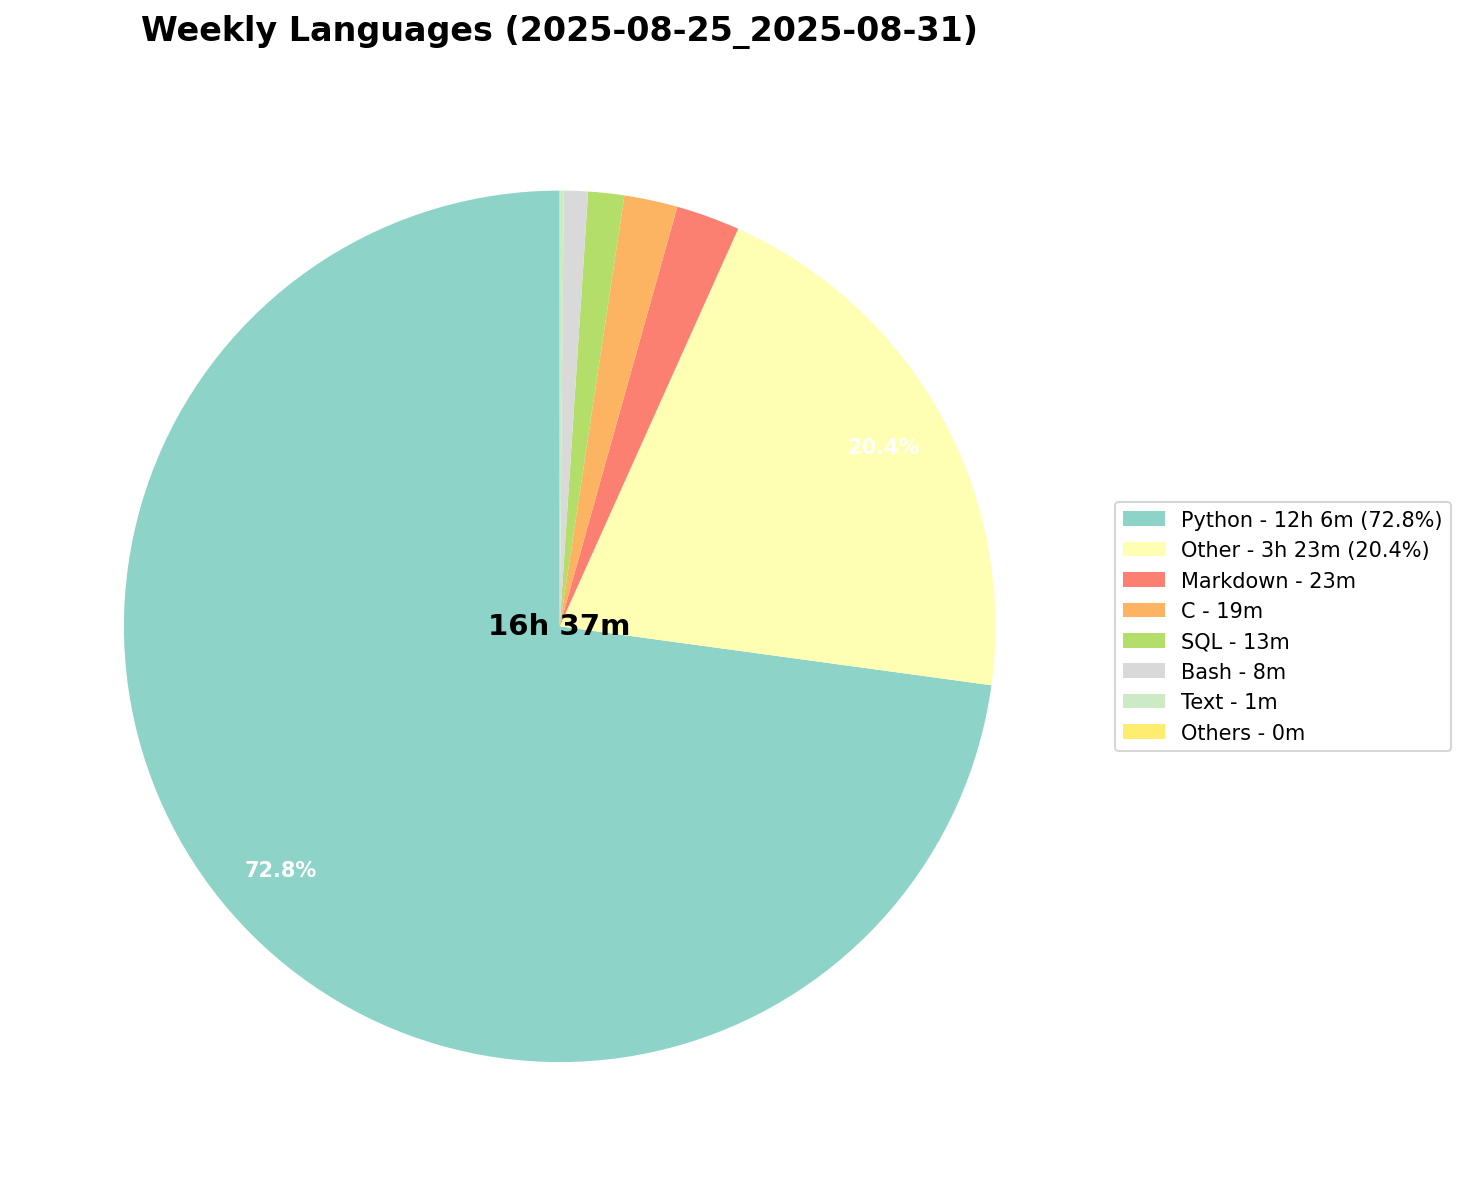 Weekly Languages (2025-08-25_2025-08-31)
20.4%
16h 37m
72.8%
Python - 12h 6m (72.8%)
Other - 3h 23m (20.4%)
Markdown - 23m
C - 19m
SQL - 13m
Bash - 8m
Text - 1m
Others - 0m